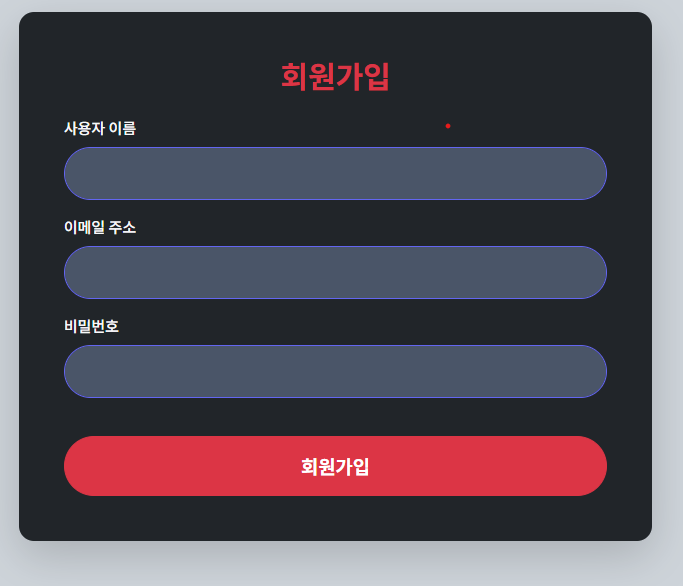 회원가입
사용자 이름
이메일 주소
비밀번호
회원가입